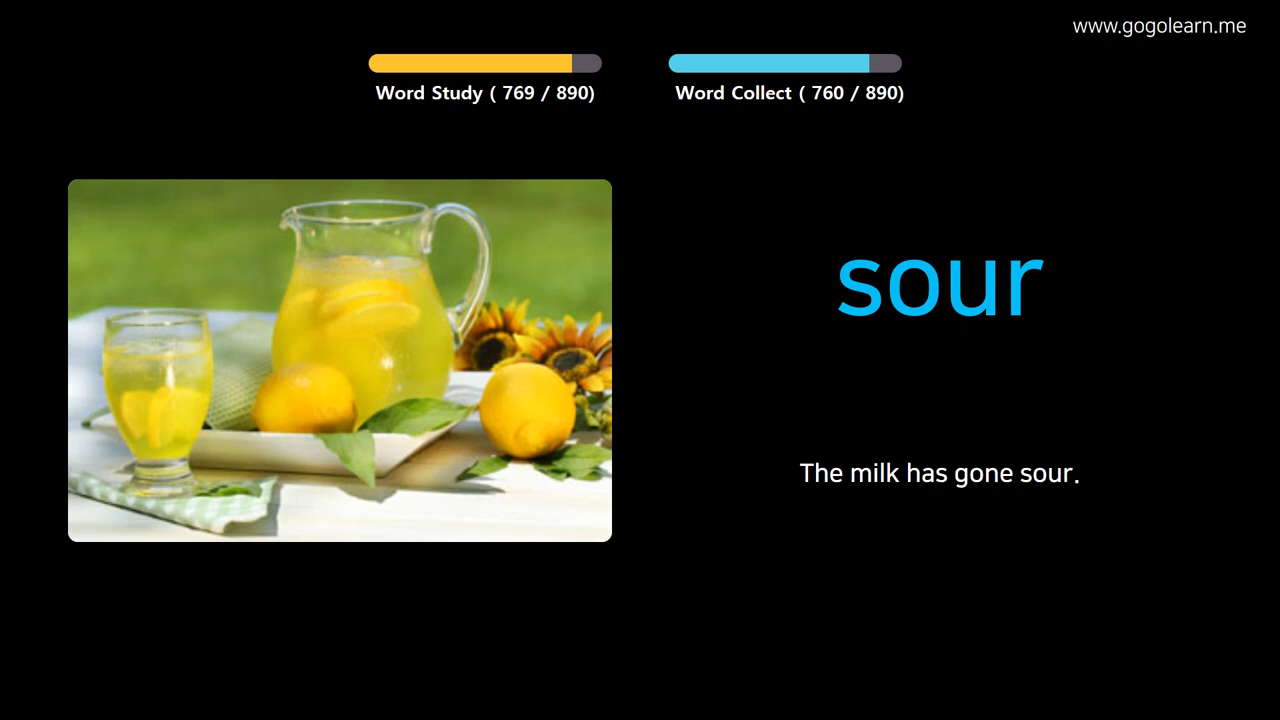 www.gogolearn.me
Word Study ( 769 / 890)
Word Collect ( 760 / 890)
sour
The milk has gone sour.